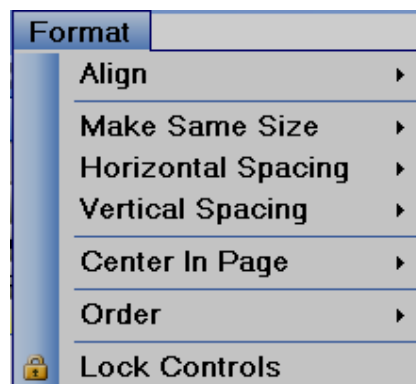 Format
Align
Make Same Size
Horizontal Spacing
Vertical Spacing
Center In Page
Order
Lock Controls